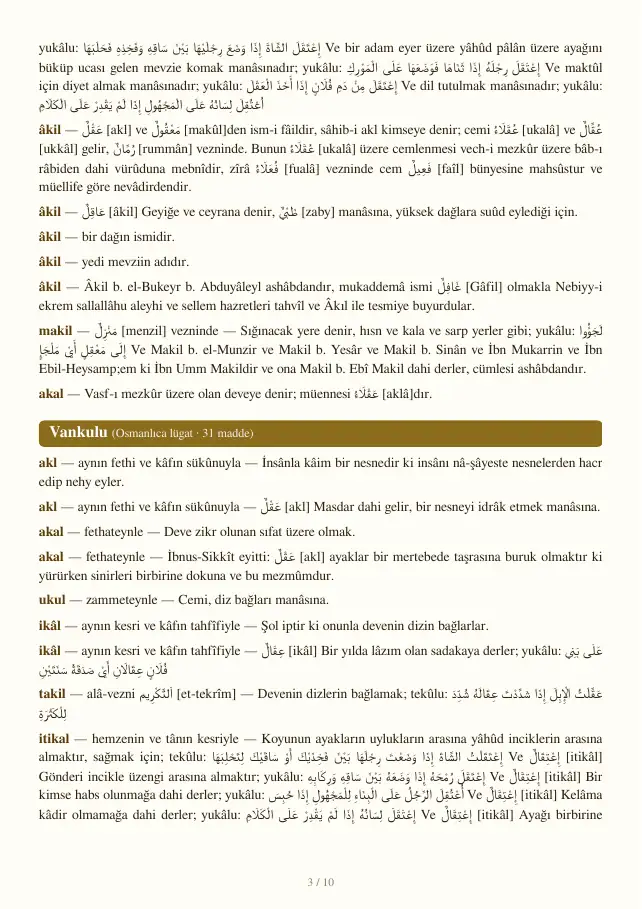 yukâlu: إِعْتَقَلَ الشَّاةَ إِذَا وَضَعَ رِجْلَيْهَا بَيْنَ سَاقِهِ وَفَخِذِهِ فَحَلَبَهَا Ve bir adam eyer üzere yâhûd pâlân üzere ayağını
büküp ucası gelen mevzie komak manâsınadır; yukâlu: إِعْتَقَلَ رِجْلَهُ إِذَا ثَنَاهَا فَوَضَعَهَا عَلَى الْمَوْرِكِ Ve maktûl
için diyet almak manâsınadır; yukâlu: إِعْتَقَلَ مِنْ دَمِ فُلَانٍ إِذَا أَخَذَ الْعَقْلَ Ve dil tutulmak manâsınadır; yukâlu:
أُعْتُقِلَ لِسَانُهُ عَلَى الْمَجْهُولِ إِذَا لَمْ يَقْدِرْ عَلَى الْكَلَامِ
âkil — عَقْلٌ [akl] ve مَعْقُولٌ [makûl]den ism-i fâildir, sâhib-i akl kimseye denir; cemi عُقَلَاءُ [ukalâ] ve عُقَّالٌ
[ukkâl] gelir, رُمَّانٌ [rummân] vezninde. Bunun عُقَلَاءُ [ukalâ] üzere cemlenmesi vech-i mezkûr üzere bâb-ı
râbiden dahi vürûduna mebnîdir, zîrâ فُعَلَاءُ [fualâ] vezninde cem فَعِيلٌ [faîl] bünyesine mahsûstur ve
müellife göre nevâdirdendir.
âkil — عَاقِلٌ [âkil] Geyiğe ve ceyrana denir, ظَبْيٌ [zaby] manâsına, yüksek dağlara suûd eylediği için.
âkil — bir dağın ismidir.
âkil — yedi mevziin adıdır.
âkil — Âkil b. el-Bukeyr b. Abduyâleyl ashâbdandır, mukaddemâ ismi غَافِلٌ [Gâfil] olmakla Nebiyy-i
ekrem sallallâhu aleyhi ve sellem hazretleri tahvîl ve Âkıl ile tesmiye buyurdular.
makil — مَنْزِلٌ [menzil] vezninde — Sığınacak yere denir, hısn ve kala ve sarp yerler gibi; yukâlu: لَجَؤُوا
إِلَى مَعْقِلٍ أَيْ مَلْجَإٍ Ve Makil b. el-Munzir ve Makil b. Yesâr ve Makil b. Sinân ve İbn Mukarrin ve İbn
Ebil-Heysamp;em ki İbn Umm Makildir ve ona Makil b. Ebî Makil dahi derler, cümlesi ashâbdandır.
akal — Vasf-ı mezkûr üzere olan deveye denir; müennesi عَقْلَاءُ [aklâ]dır.
Vankulu (Osmanlıca lügat · 31 madde)
akl — aynın fethi ve kâfın sükûnuyla — İnsânla kâim bir nesnedir ki insânı nâ-şâyeste nesnelerden hacr
edip nehy eyler.
akl — aynın fethi ve kâfın sükûnuyla — عَقْلٌ [akl] Masdar dahi gelir, bir nesneyi idrâk etmek manâsına.
akal — fethateynle — Deve zikr olunan sıfat üzere olmak.
akal — fethateynle — İbnus-Sikkît eyitti: عَقَلٌ [akl] ayaklar bir mertebede taşrasına buruk olmaktır ki
yürürken sinirleri birbirine dokuna ve bu mezmûmdur.
ukul — zammeteynle — Cemi, diz bağları manâsına.
ikâl — aynın kesri ve kâfın tahfîfiyle — Şol iptir ki onunla devenin dizin bağlarlar.
ikâl — aynın kesri ve kâfın tahfîfiyle — عِقَالٌ [ikâl] Bir yılda lâzım olan sadakaya derler; yukâlu: عَلَى بَنِي
فُلَانٍ عِقَالَانِ أَيْ صَدَقَةُ سَنَتَيْنِ
takil — alâ-vezni اَلتَّكْرِيمِ [et-tekrîm] — Devenin dizlerin bağlamak; tekûlu: عَقَّلْتُ الْإِبِلَ إِذَا شَدَّدْتَ عِقَالَهُ شُدِّدَ
لِلْكَثْرَةِ
itikal — hemzenin ve tânın kesriyle — Koyunun ayakların uylukların arasına yâhûd inciklerin arasına
almaktır, sağmak için; tekûlu: إِعْتَقَلْتُ الشَّاةَ إِذَا وَضَعْتَ رِجْلَهَا بَيْنَ فَخِذَيْكَ أَوْ سَاقَيْكَ لِتَحْلِبَهَا Ve إِعْتِقَالٌ [itikâl]
Gönderi incikle üzengi arasına almaktır; yukâlu: إِعْتَقَلَ رُمْحَهُ إِذَا وَضَعَهُ بَيْنَ سَاقِهِ وَرِكَابِهِ Ve إِعْتِقَالٌ [itikâl] Bir
kimse habs olunmağa dahi derler; yukâlu: أُعْتُقِلَ الرَّجُلُ عَلَى الْبِنَاءِ لِلْمَجْهُولِ إِذَا حُبِسَ Ve إِعْتِقَالٌ [itikâl] Kelâma
kâdir olmamağa dahi derler; yukâlu: إِعْتَقَلَ لِسَانُهُ إِذَا لَمْ يَقْدِرْ عَلَى الْكَلَامِ Ve إِعْتِقَالٌ [itikâl] Ayağı birbirine
3 / 10